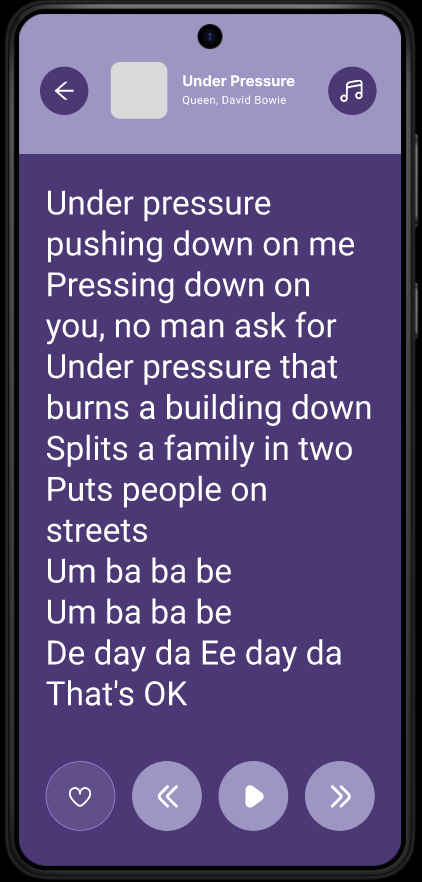 Under Pressure
Queen, David Bowie
Under pressure
pushing down on me
Pressing down on
you, no man ask for
Under pressure that
burns a building down
Splits a family in two
Puts people on
streets
Um ba ba be
Um ba ba be
De day da Ee day da
That's OK